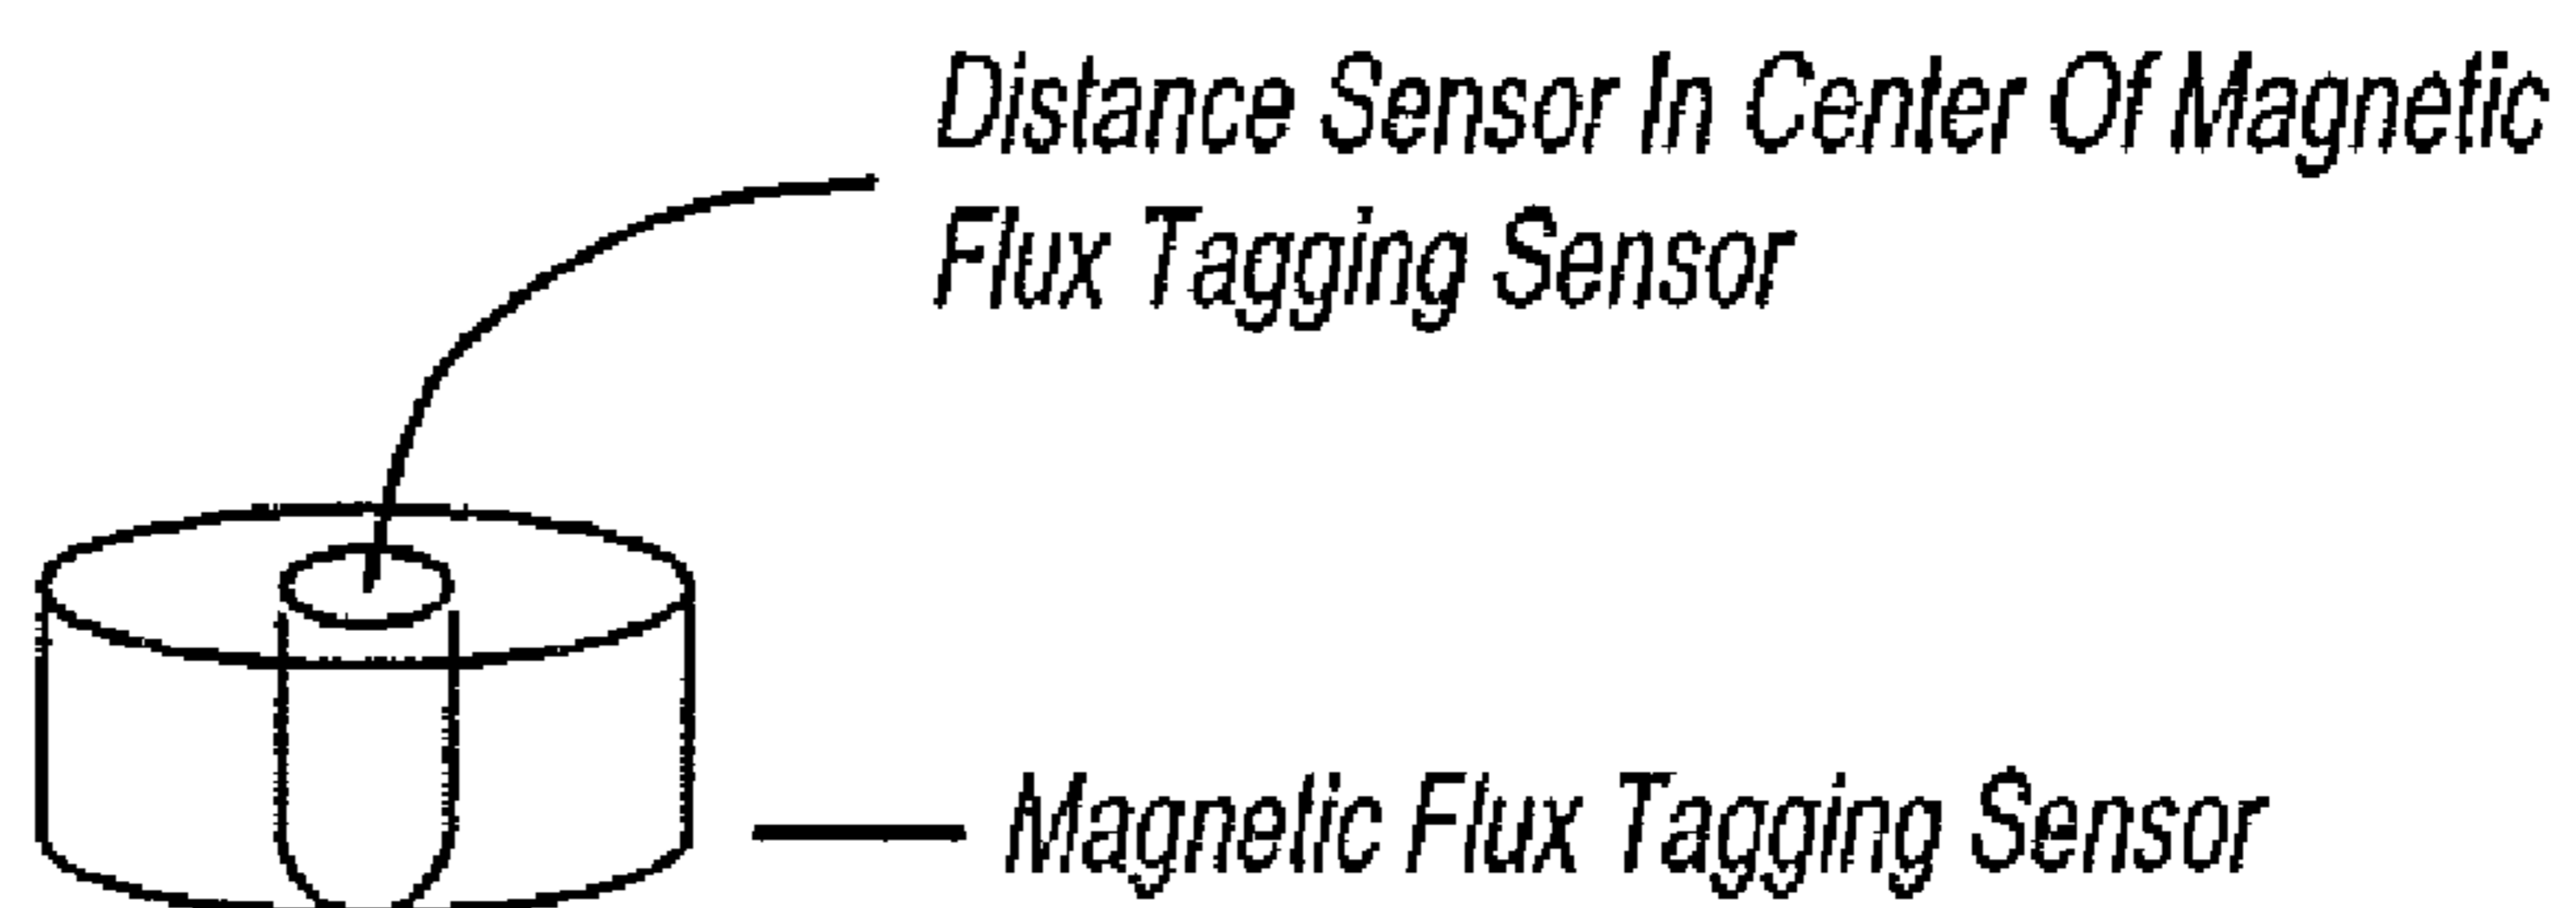 Distance Sensor In Center Of Magnetic
Flux Tagging Sensor
Magnetic Flux Tagging Sensor